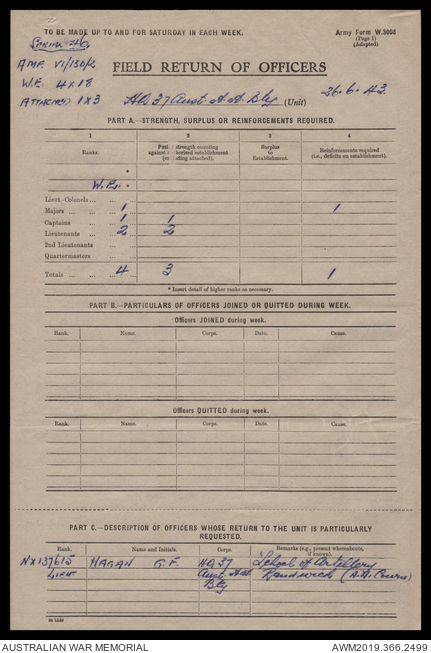 TO BE MADE UP TO AND FOR SATURDAY IN EACH WEEK.
Army Form W.3008
(Page 1)
(Adapted)
AMF VI/130/2
W.E. 4 x 18
ATTACHED 1 x 3
FIELD RETURN OF OFFICERS
HQ 37 Aust. A.A. Bty (Unit) 26.6.43
PART A.—STRENGTH, SURPLUS OR REINFORCEMENTS REQUIRED.
1 2 3 4
Ranks. strength counting against establishment Surplus to Establishment. Reinforcements required (i.e., deficits on establishment).
W.E.
Lieut.-Colonels
Majors 1 1
Captains 1 1
Lieutenants 2 2
2nd Lieutenants
Quartermasters
Totals 4 3 1
* Insert detail of higher ranks as necessary.
PART B.—PARTICULARS OF OFFICERS JOINED OR QUITTED DURING WEEK.
Officers JOINED during week.
Rank. Name. Corps. Date. Cause.
Officers QUITTED during week.
Rank. Name. Corps. Date. Cause.
PART C.—DESCRIPTION OF OFFICERS WHOSE RETURN TO THE UNIT IS PARTICULARLY
REQUESTED.
Rank. Name and Initials. Corps. Remarks (e.g., present whereabouts, if known).
NX137615 HAGAN G.F. HQ 37 School of Artillery
Lieut Aust A.A. Randwick (A.A. Course)
Bty
AUSTRALIAN WAR MEMORIAL
AWM2019.366.2499